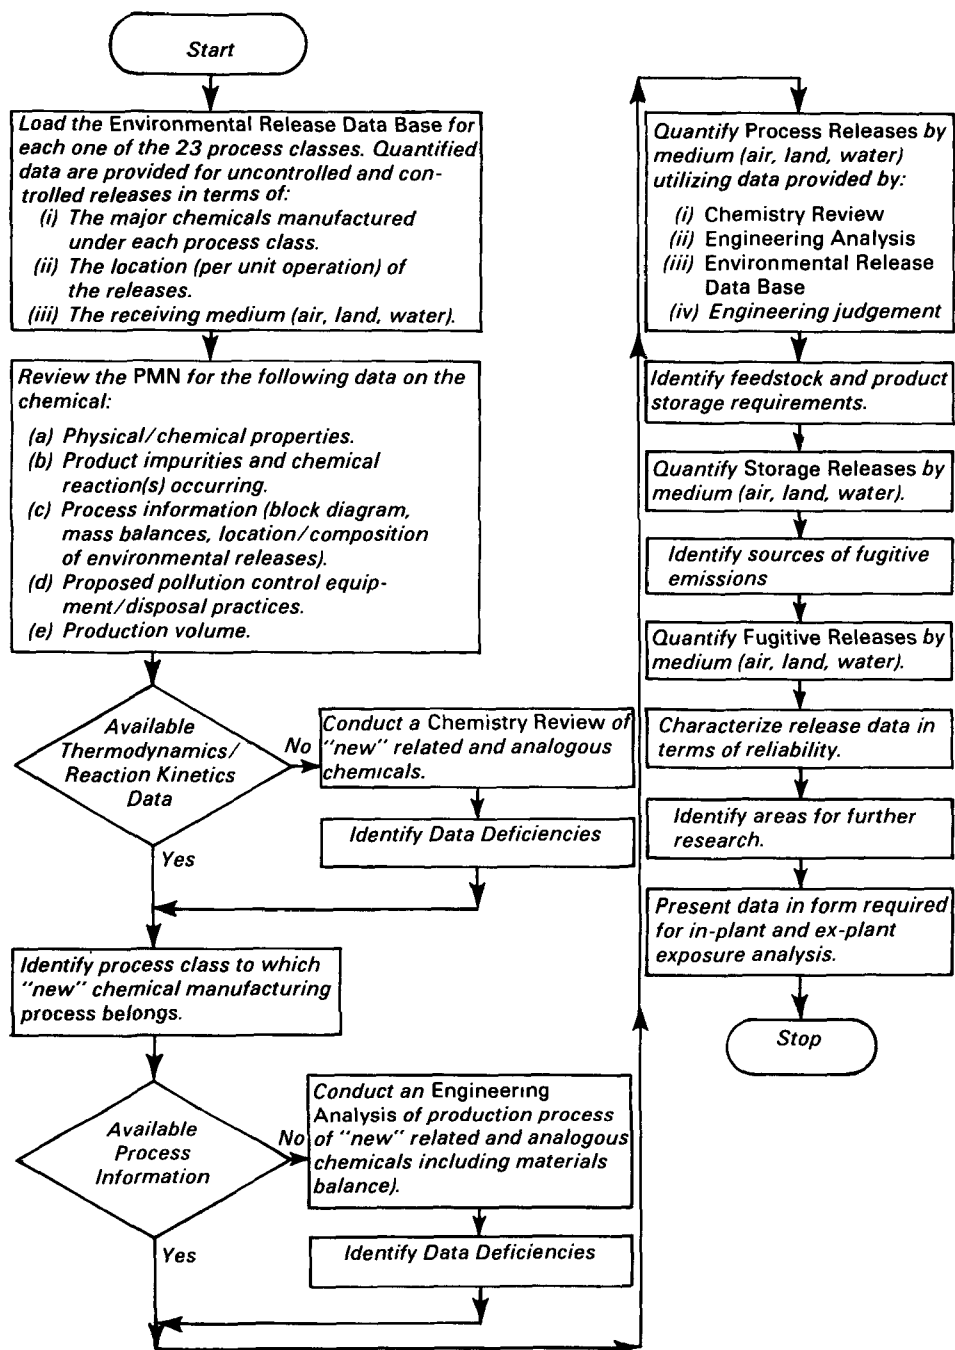 Start
Load the Environmental Release Data Base for
each one of the 23 process classes. Quantified
data are provided for uncontrolled and con-
trolled releases in terms of:
(i) The major chemicals manufactured
under each process class.
(ii) The location (per unit operation) of
the releases.
(iii) The receiving medium (air, land, water).
Review the PMN for the following data on the
chemical:
(a) Physical/chemical properties.
(b) Product impurities and chemical
reaction(s) occurring.
(c) Process information (block diagram,
mass balances, location/composition
of environmental releases).
(d) Proposed pollution control equip-
ment/disposal practices.
(e) Production volume.
Available
Thermodynamics/
Reaction Kinetics
Data
No
Conduct a Chemistry Review of
"new" related and analogous
chemicals.
Identify Data Deficiencies
Yes
Identify process class to which
"new" chemical manufacturing
process belongs.
Available
Process
Information
No
Conduct an Engineering
Analysis of production process
of "new" related and analogous
chemicals including materials
balance).
Identify Data Deficiencies
Yes
Quantify Process Releases by
medium (air, land, water)
utilizing data provided by:
(i) Chemistry Review
(ii) Engineering Analysis
(iii) Environmental Release
Data Base
(iv) Engineering judgement
Identify feedstock and product
storage requirements.
Quantify Storage Releases by
medium (air, land, water).
Identify sources of fugitive
emissions
Quantify Fugitive Releases by
medium (air, land, water).
Characterize release data in
terms of reliability.
Identify areas for further
research.
Present data in form required
for in-plant and ex-plant
exposure analysis.
Stop